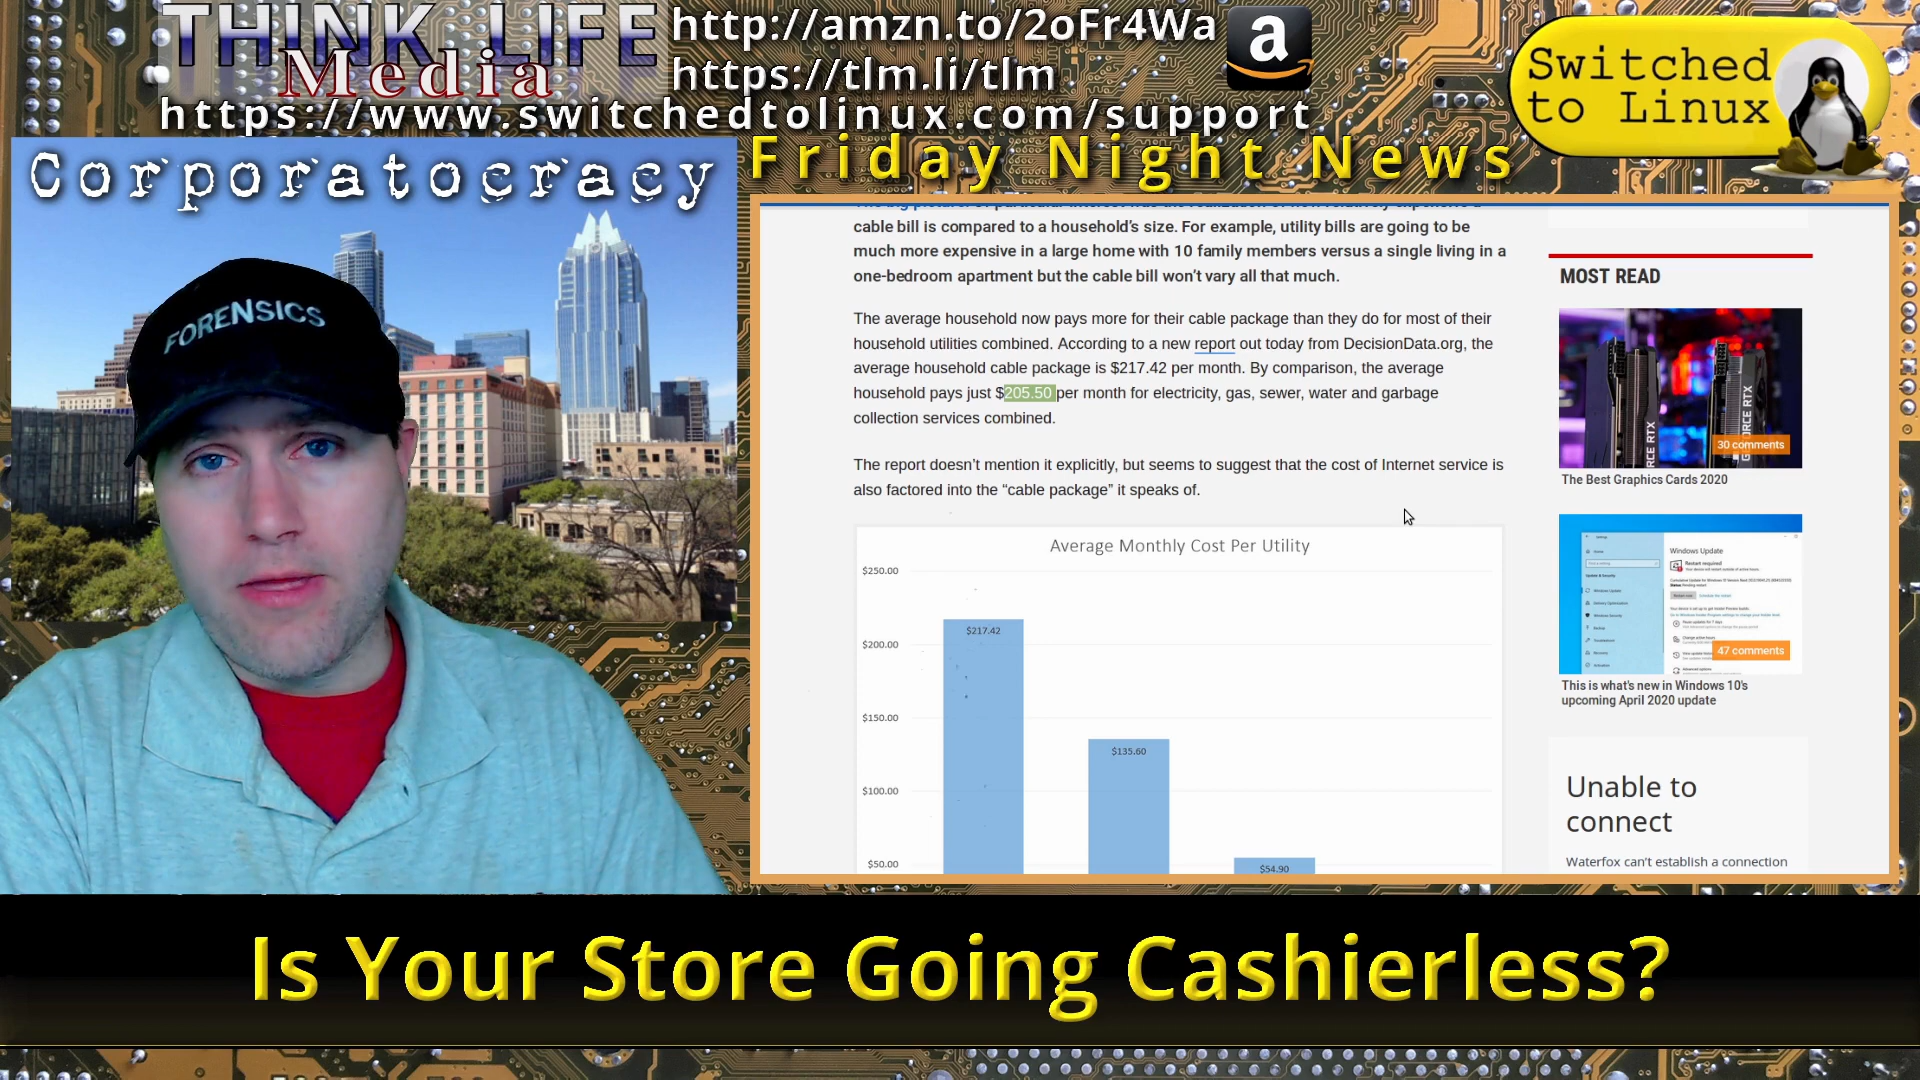 THINK LIFE
Media
http://amzn.to/2oFr4Wa
a
https://tlm.li/tlm
https://www.switchedtolinux.com/support
Switched
to Linux
Corporatocracy
Friday Night News
FORENSICS
cable bill is compared to a household's size. For example, utility bills are going to be
much more expensive in a large home with 10 family members versus a single living in a
one-bedroom apartment but the cable bill won't vary all that much.
The average household now pays more for their cable package than they do for most of their
household utilities combined. According to a new report out today from DecisionData.org, the
average household cable package is $217.42 per month. By comparison, the average
household pays just $205.50 per month for electricity, gas, sewer, water and garbage
collection services combined.
The report doesn't mention it explicitly, but seems to suggest that the cost of Internet service is
also factored into the “cable package” it speaks of.
Average Monthly Cost Per Utility
$250.00
$200.00
$150.00
$100.00
$50.00
$217.42
$135.60
$54.90
MOST READ
30 comments
The Best Graphics Cards 2020
Windows Update
47 comments
This is what's new in Windows 10's
upcoming April 2020 update
Unable to
connect
Waterfox can't establish a connection
Is Your Store Going Cashierless?